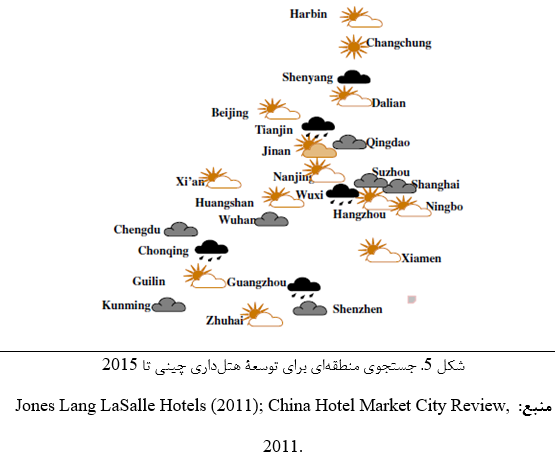 Harbin
Changchung
Shenyang
Dalian
Beijing
Tianjin
Qingdao
Jinan
Nanjing
Suzhou
Xi'an
Shanghai
Huangshan
Wuxi
Hangzhou
Ningbo
Wuhan
Chengdu
Chonqing
Xiamen
Guilin
Guangzhou
Kunming
Shenzhen
Zhuhai
شکل 5. جستجوی منطقه‌ای برای توسعهٔ هتل‌داری چینی تا 2015
منبع: Jones Lang LaSalle Hotels (2011); China Hotel Market City Review,
2011.